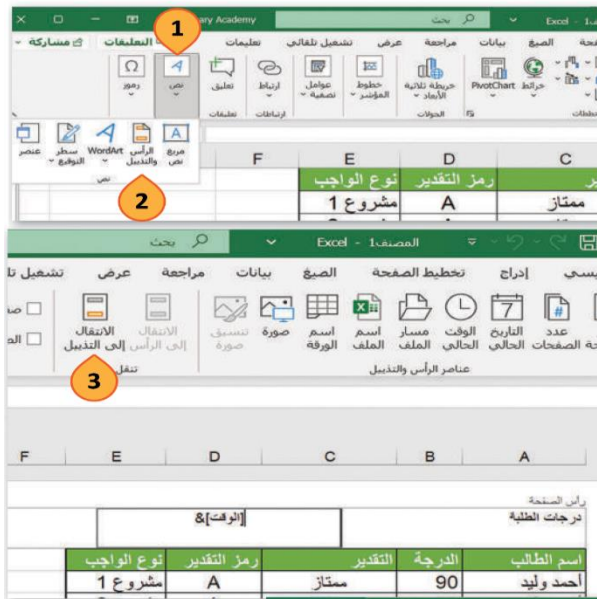 1
ary Academy
بحث
Excel - 1
مشاركة
التعليقات
الصيغ بيانات مراجعة عرض تشغيل تلقائي تعليمات
خرائط
PivotChart
خريطة ثلاثية الأبعاد
خطوط المؤشر
عوامل تصفية
ارتباط
تعليق
نص
رموز
الجولات
ارتباطات
تعليقات
مربع نص
الرأس والتذييل
WordArt
سطر التوقيع
عنصر
نص
2
C D E F
رمز التقدير نوع الواجب
ممتاز A مشروع 1
المصنف1 - Excel
بحث
إدراج تخطيط الصفحة الصيغ بيانات مراجعة عرض
عدد الصفحات
التاريخ الحالي
الوقت الحالي
مسار الملف
اسم الملف
اسم الورقة
صورة
تنسيق صورة
الانتقال إلى الرأس
الانتقال إلى التذييل
عناصر الرأس والتذييل
تنقل
3
A B C D E F
رأس الصفحة
درجات الطلبة
&[الوقت]
اسم الطالب الدرجة التقدير رمز التقدير نوع الواجب
أحمد وليد 90 ممتاز A مشروع 1